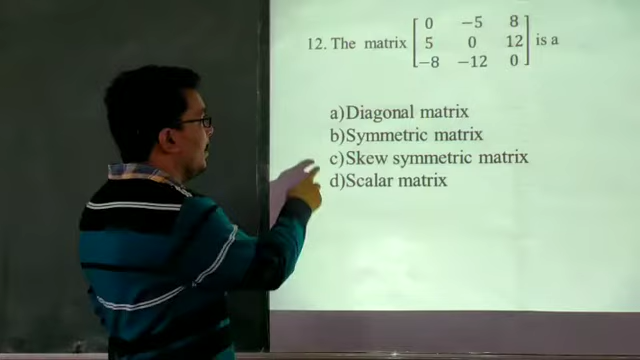 0 −5 8
12. The matrix 5 0 12 is a
−8 −12 0
a)Diagonal matrix
b)Symmetric matrix
c)Skew symmetric matrix
d)Scalar matrix